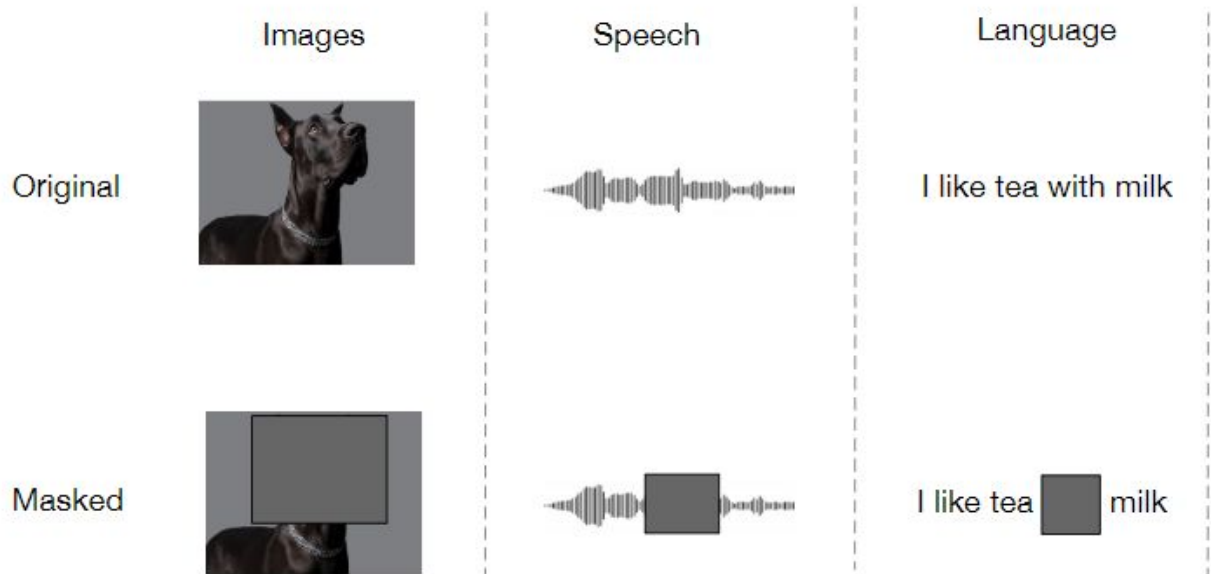 Images
Speech
Language
Original
I like tea with milk
Masked
I like tea milk